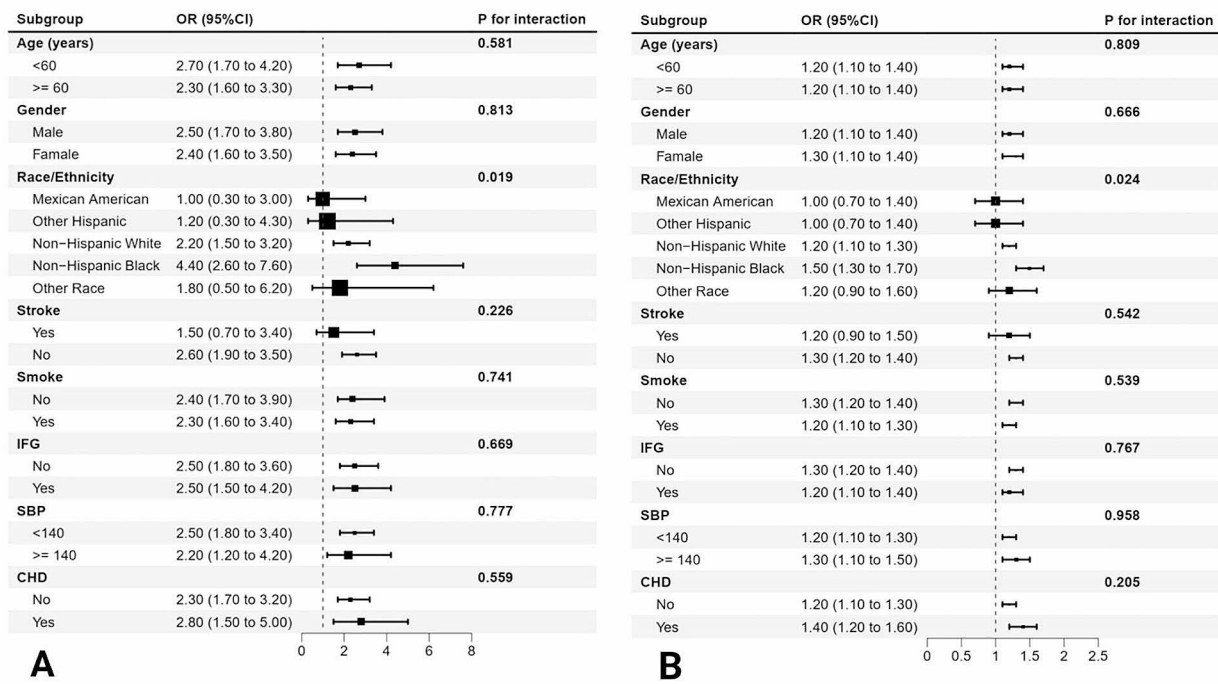 Subgroup OR (95%CI) P for interaction
Age (years) 0.581
<60 2.70 (1.70 to 4.20)
>= 60 2.30 (1.60 to 3.30)
Gender 0.813
Male 2.50 (1.70 to 3.80)
Famale 2.40 (1.60 to 3.50)
Race/Ethnicity 0.019
Mexican American 1.00 (0.30 to 3.00)
Other Hispanic 1.20 (0.30 to 4.30)
Non−Hispanic White 2.20 (1.50 to 3.20)
Non−Hispanic Black 4.40 (2.60 to 7.60)
Other Race 1.80 (0.50 to 6.20)
Stroke 0.226
Yes 1.50 (0.70 to 3.40)
No 2.60 (1.90 to 3.50)
Smoke 0.741
No 2.40 (1.70 to 3.90)
Yes 2.30 (1.60 to 3.40)
IFG 0.669
No 2.50 (1.80 to 3.60)
Yes 2.50 (1.50 to 4.20)
SBP 0.777
<140 2.50 (1.80 to 3.40)
>= 140 2.20 (1.20 to 4.20)
CHD 0.559
No 2.30 (1.70 to 3.20)
Yes 2.80 (1.50 to 5.00)
0 2 4 6 8
A
Subgroup OR (95%CI) P for interaction
Age (years) 0.809
<60 1.20 (1.10 to 1.40)
>= 60 1.20 (1.10 to 1.40)
Gender 0.666
Male 1.20 (1.10 to 1.40)
Famale 1.30 (1.10 to 1.40)
Race/Ethnicity 0.024
Mexican American 1.00 (0.70 to 1.40)
Other Hispanic 1.00 (0.70 to 1.40)
Non−Hispanic White 1.20 (1.10 to 1.30)
Non−Hispanic Black 1.50 (1.30 to 1.70)
Other Race 1.20 (0.90 to 1.60)
Stroke 0.542
Yes 1.20 (0.90 to 1.50)
No 1.30 (1.20 to 1.40)
Smoke 0.539
No 1.30 (1.20 to 1.40)
Yes 1.20 (1.10 to 1.30)
IFG 0.767
No 1.30 (1.20 to 1.40)
Yes 1.20 (1.10 to 1.40)
SBP 0.958
<140 1.20 (1.10 to 1.30)
>= 140 1.30 (1.10 to 1.50)
CHD 0.205
No 1.20 (1.10 to 1.30)
Yes 1.40 (1.20 to 1.60)
0 0.5 1 1.5 2 2.5
B